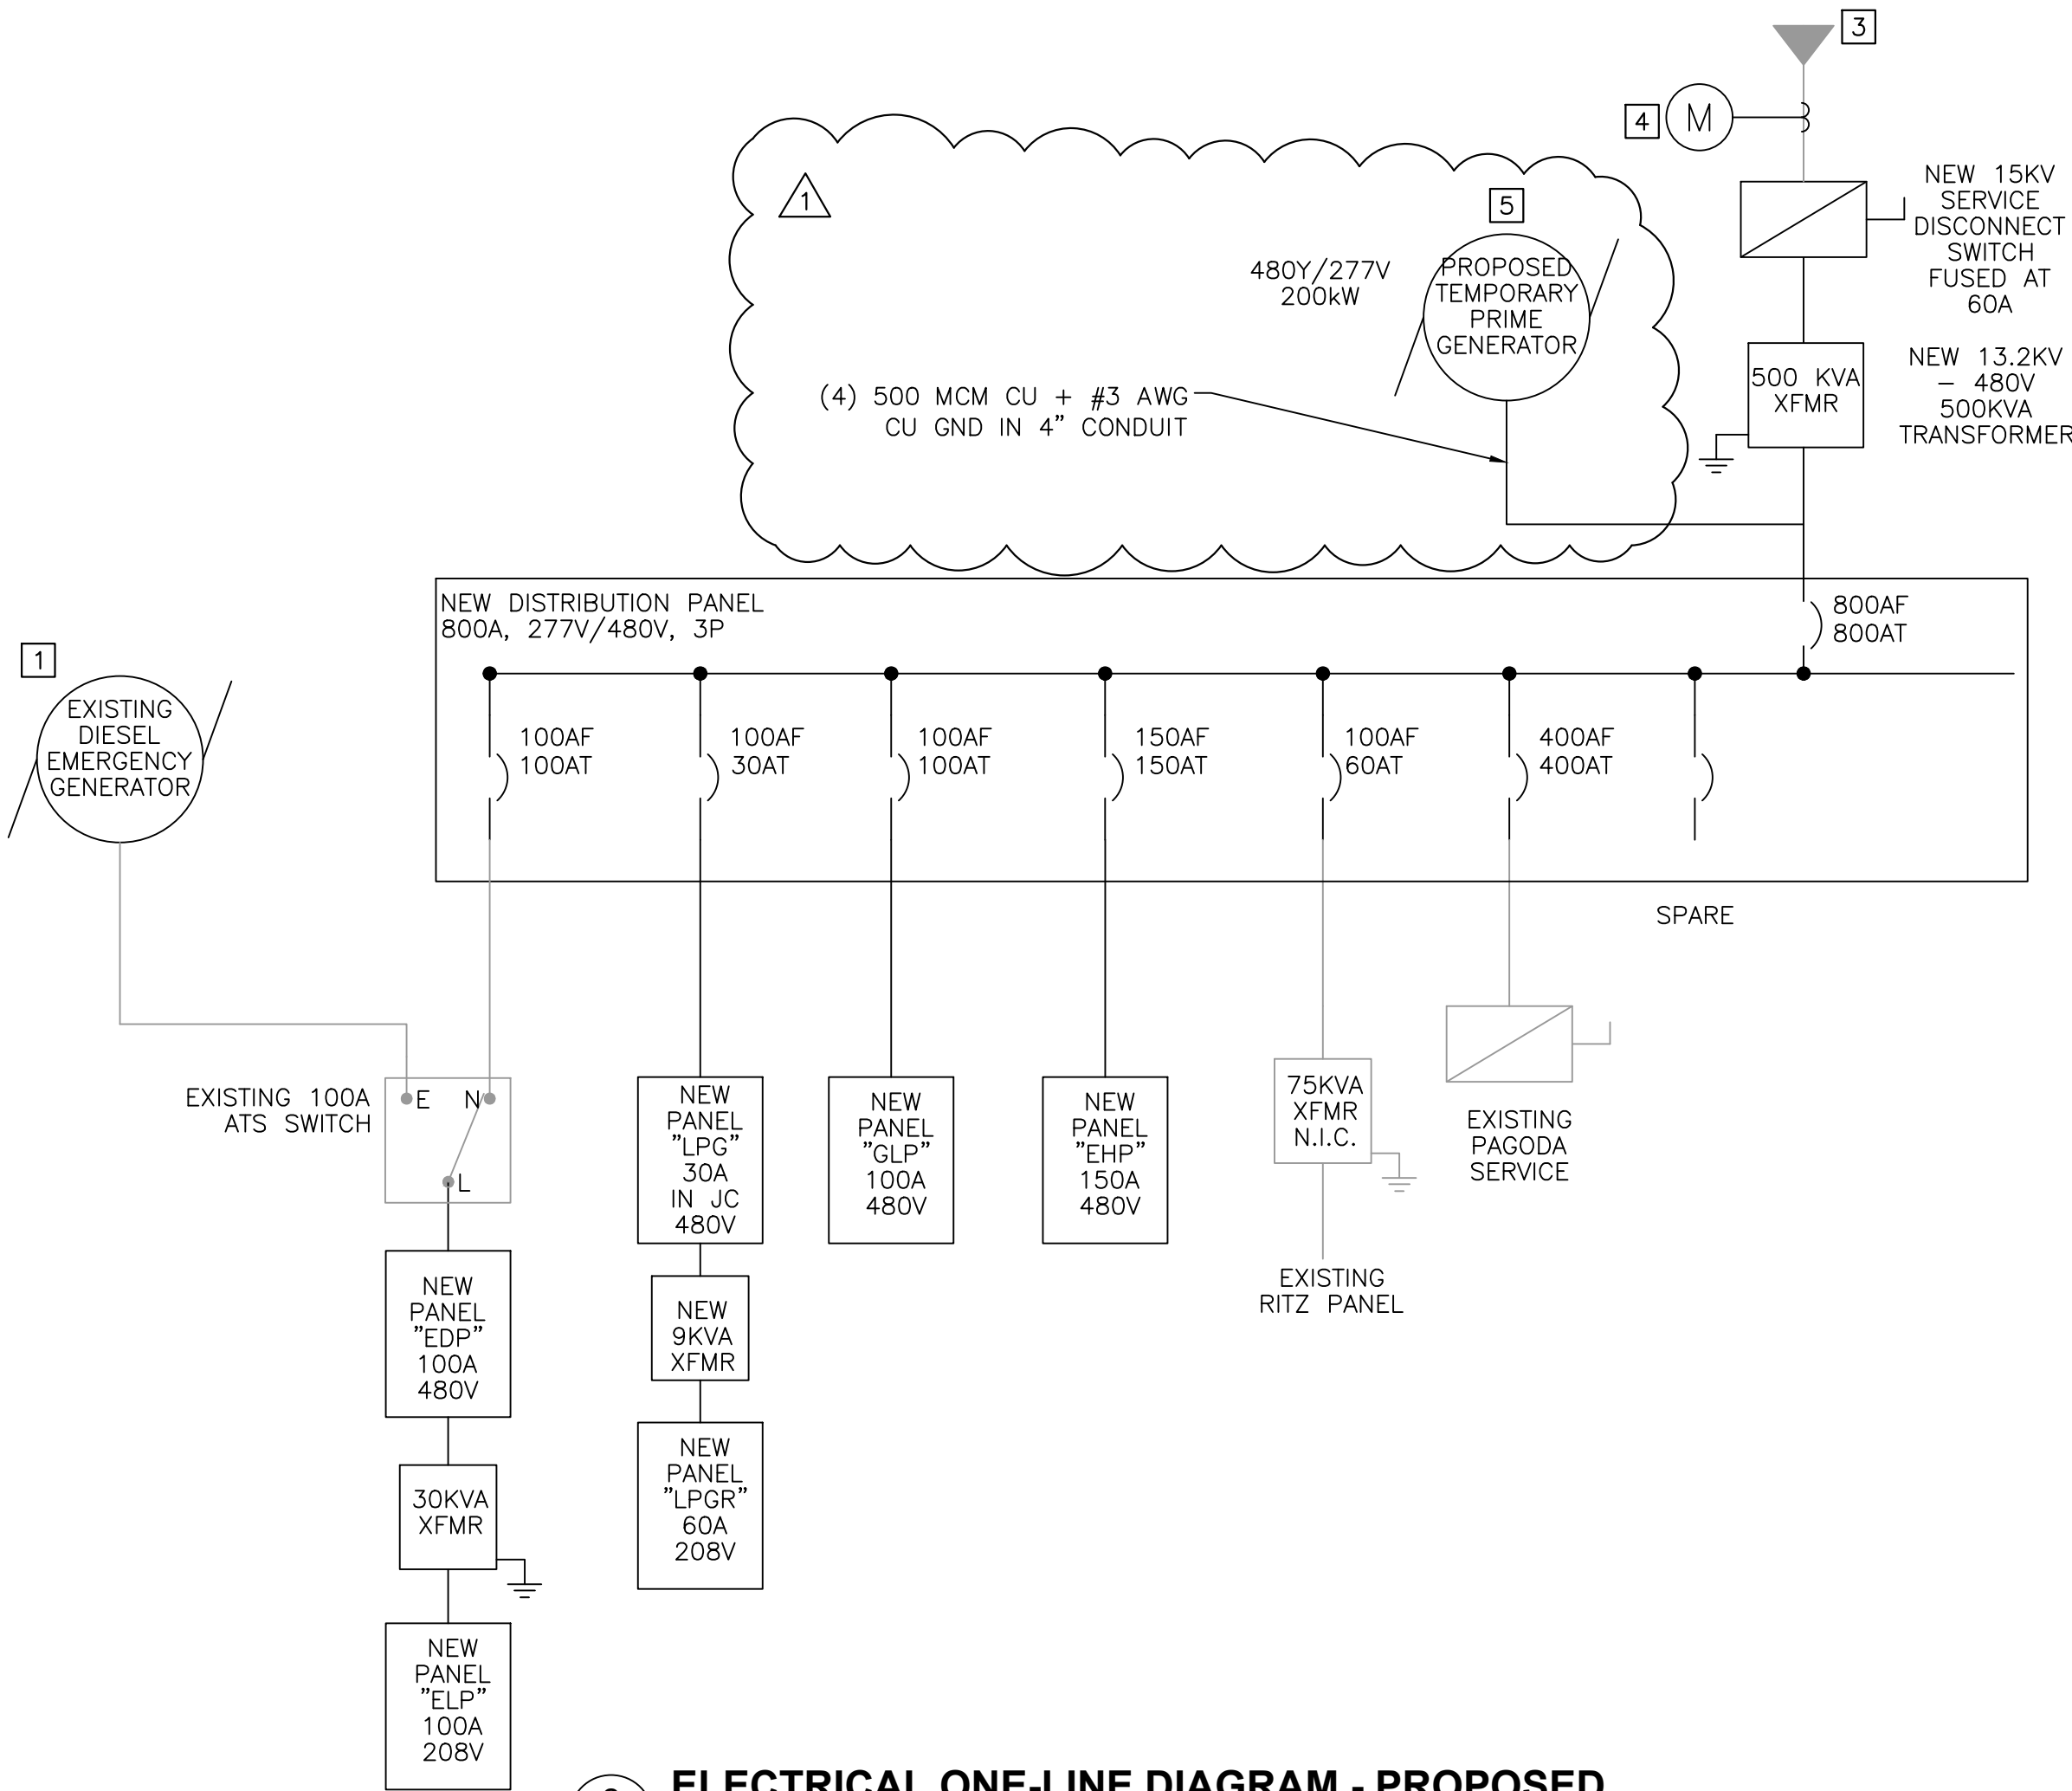 3
4
M
NEW 15KV
SERVICE
DISCONNECT
SWITCH
FUSED AT
60A
1
5
480Y/277V
200kW
PROPOSED
TEMPORARY
PRIME
GENERATOR
(4) 500 MCM CU + #3 AWG
CU GND IN 4" CONDUIT
500 KVA
XFMR
NEW 13.2KV
- 480V
500KVA
TRANSFORMER
NEW DISTRIBUTION PANEL
800A, 277V/480V, 3P
800AF
800AT
1
EXISTING
DIESEL
EMERGENCY
GENERATOR
100AF
100AT
100AF
30AT
100AF
100AT
150AF
150AT
100AF
60AT
400AF
400AT
SPARE
EXISTING 100A
ATS SWITCH
E N
L
NEW
PANEL
"LPG"
30A
IN JC
480V
NEW
PANEL
"GLP"
100A
480V
NEW
PANEL
"EHP"
150A
480V
75KVA
XFMR
N.I.C.
EXISTING
PAGODA
SERVICE
EXISTING
RITZ PANEL
NEW
PANEL
"EDP"
100A
480V
NEW
9KVA
XFMR
NEW
PANEL
"LPGR"
60A
208V
30KVA
XFMR
NEW
PANEL
"ELP"
100A
208V
ELECTRICAL ONE-LINE DIAGRAM - PROPOSED